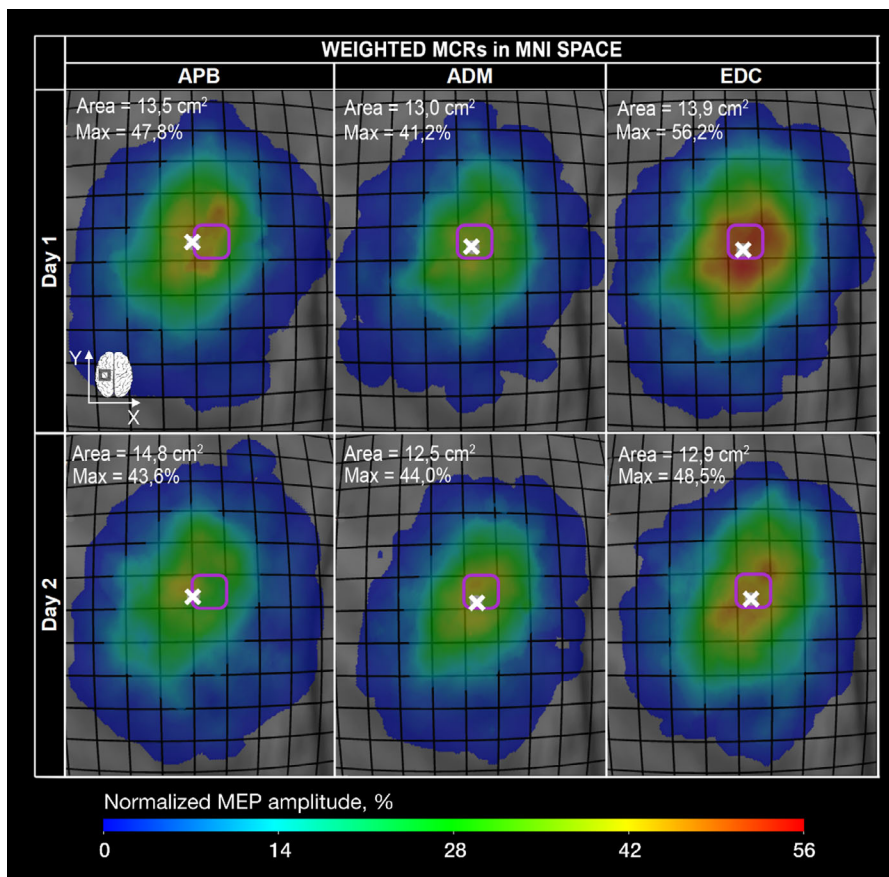 WEIGHTED MCRs in MNI SPACE
APB ADM EDC
Day 1
Area = 13,5 cm²
Max = 47,8%
Area = 13,0 cm²
Max = 41,2%
Area = 13,9 cm²
Max = 56,2%
Y
X
Day 2
Area = 14,8 cm²
Max = 43,6%
Area = 12,5 cm²
Max = 44,0%
Area = 12,9 cm²
Max = 48,5%
Normalized MEP amplitude, %
0 14 28 42 56